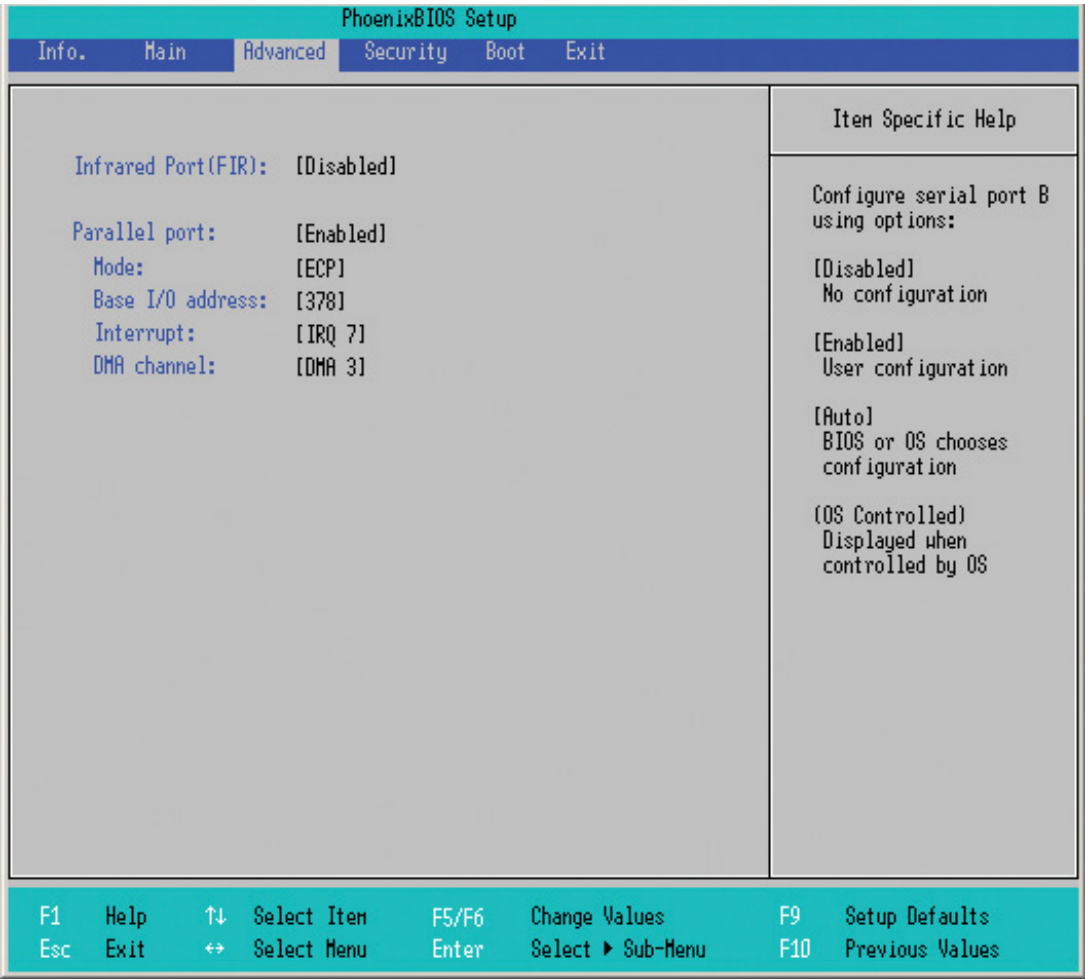 PhoenixBIOS Setup
Info. Main Advanced Security Boot Exit
Infrared Port(FIR): [Disabled]
Parallel port: [Enabled]
Mode: [ECP]
Base I/O address: [378]
Interrupt: [IRQ 7]
DMA channel: [DMA 3]
Item Specific Help
Configure serial port B
using options:
[Disabled]
No configuration
[Enabled]
User configuration
[Auto]
BIOS or OS chooses
configuration
(OS Controlled)
Displayed when
controlled by OS
F1 Help ↑↓ Select Item F5/F6 Change Values F9 Setup Defaults
Esc Exit ↔ Select Menu Enter Select ▶ Sub-Menu F10 Previous Values